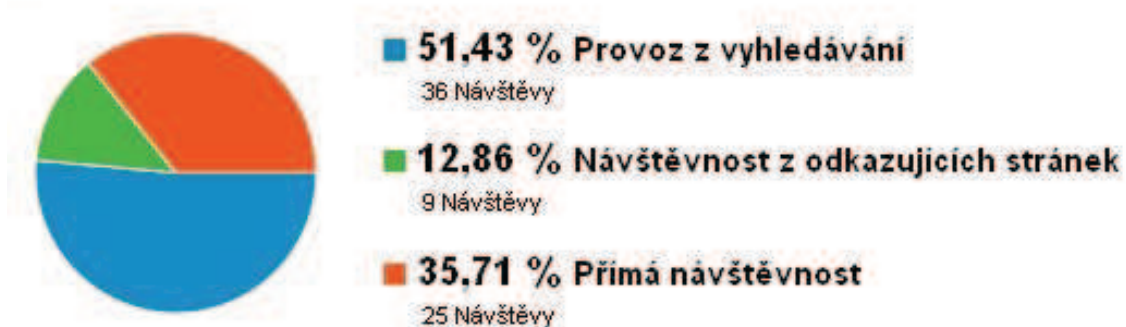 51,43 % Provoz z vyhledávání
36 Návštěvy
12,86 % Návštěvnost z odkazujících stránek
9 Návštěvy
35,71 % Přímá návštěvnost
25 Návštěvy